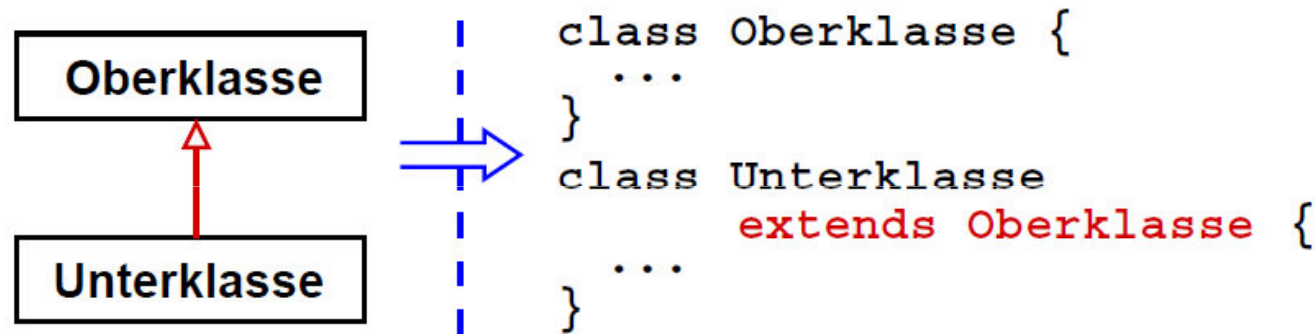 Oberklasse
Unterklasse
class Oberklasse {
...
}
class Unterklasse
extends Oberklasse {
...
}